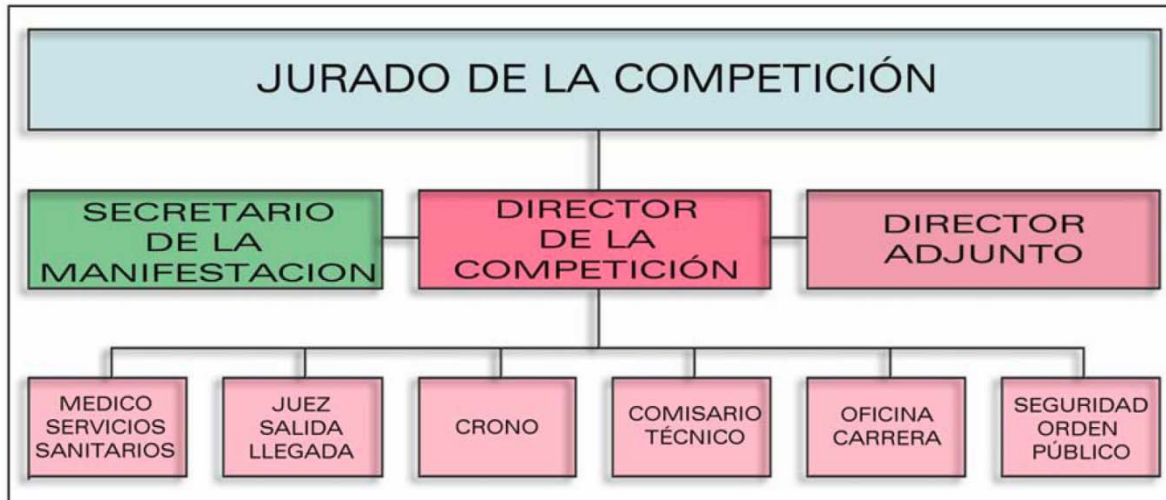 JURADO DE LA COMPETICIÓN
SECRETARIO
DE LA
MANIFESTACION
DIRECTOR
DE LA
COMPETICIÓN
DIRECTOR
ADJUNTO
MEDICO
SERVICIOS
SANITARIOS
JUEZ
SALIDA
LLEGADA
CRONO
COMISARIO
TÉCNICO
OFICINA
CARRERA
SEGURIDAD
ORDEN
PÚBLICO